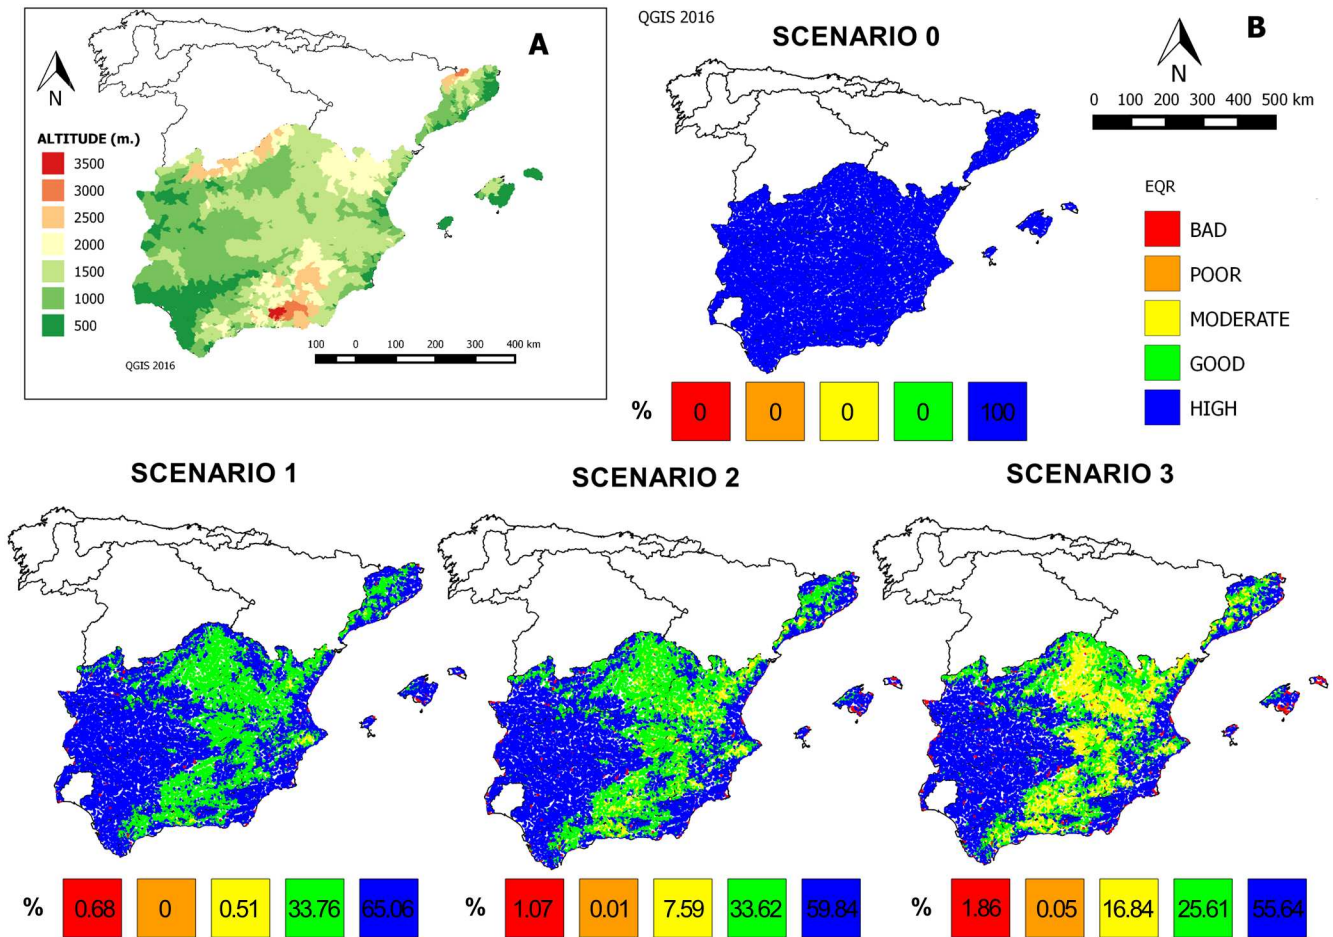 A
N
ALTITUDE (m.)
3500
3000
2500
2000
1500
1000
500
QGIS 2016
100 0 100 200 300 400 km
QGIS 2016
SCENARIO 0
B
N
0 100 200 300 400 500 km
EQR
BAD
POOR
MODERATE
GOOD
HIGH
% 0 0 0 0 100
SCENARIO 1
% 0.68 0 0.51 33.76 65.06
SCENARIO 2
% 1.07 0.01 7.59 33.62 59.84
SCENARIO 3
% 1.86 0.05 16.84 25.61 55.64